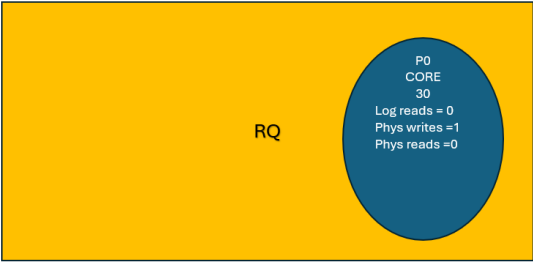 RQ
P0
CORE
30
Log reads = 0
Phys writes =1
Phys reads =0